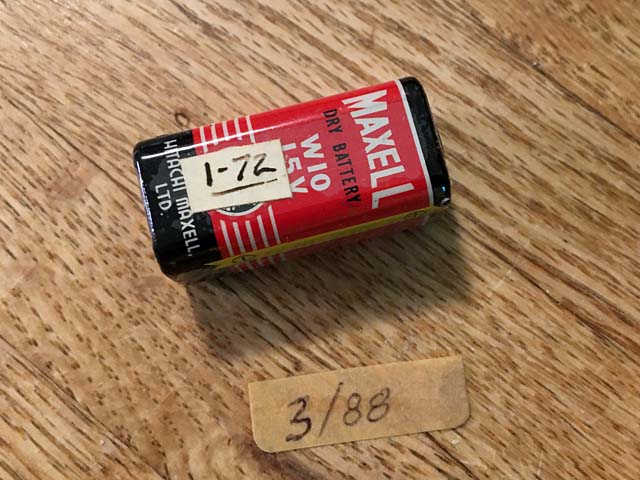 MAXELL
DRY BATTERY
W10
1.5V
1-72
HITACHI MAXELL,
LTD.
3/88